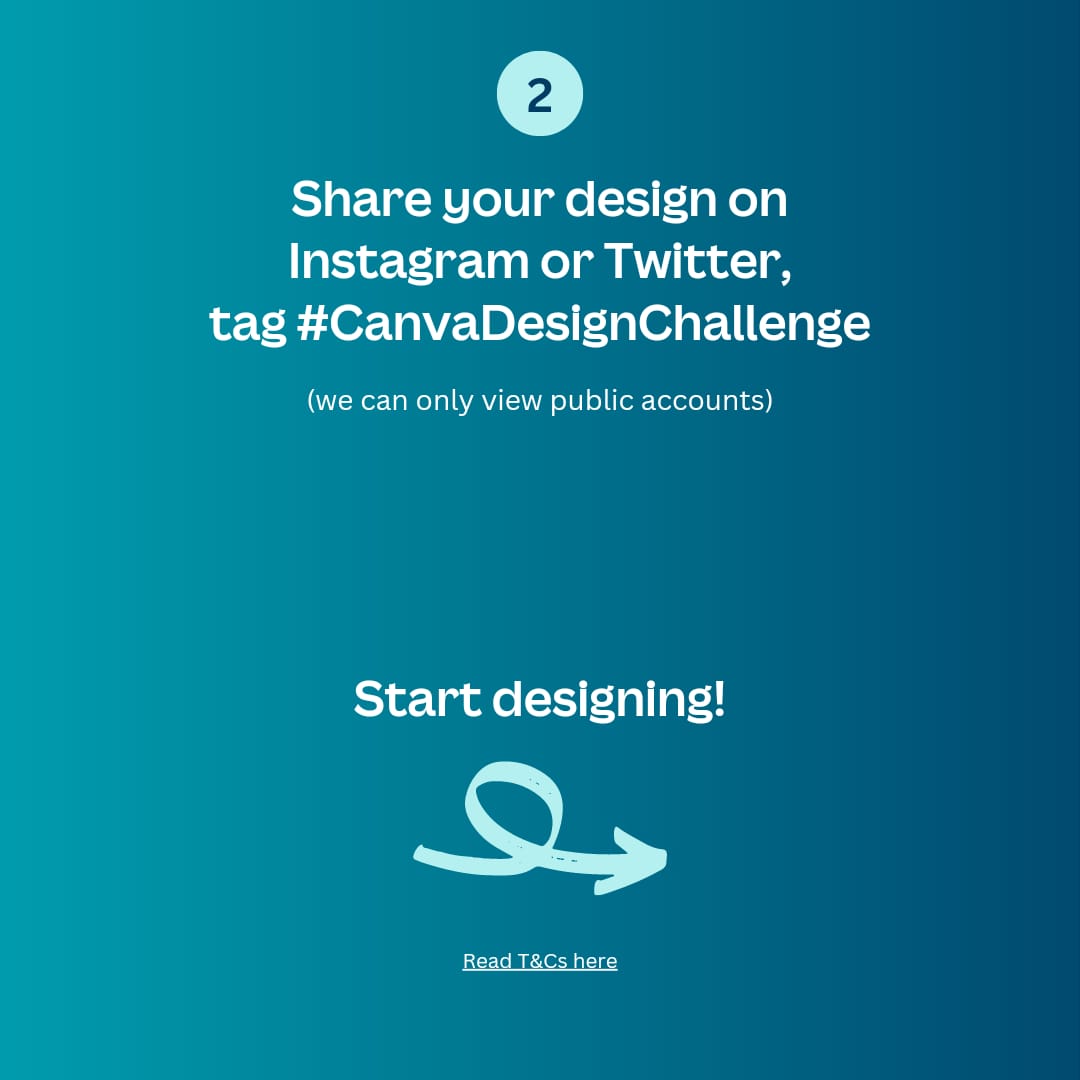 2
Share your design on
Instagram or Twitter,
tag #CanvaDesignChallenge
(we can only view public accounts)
Start designing!
Read T&Cs here